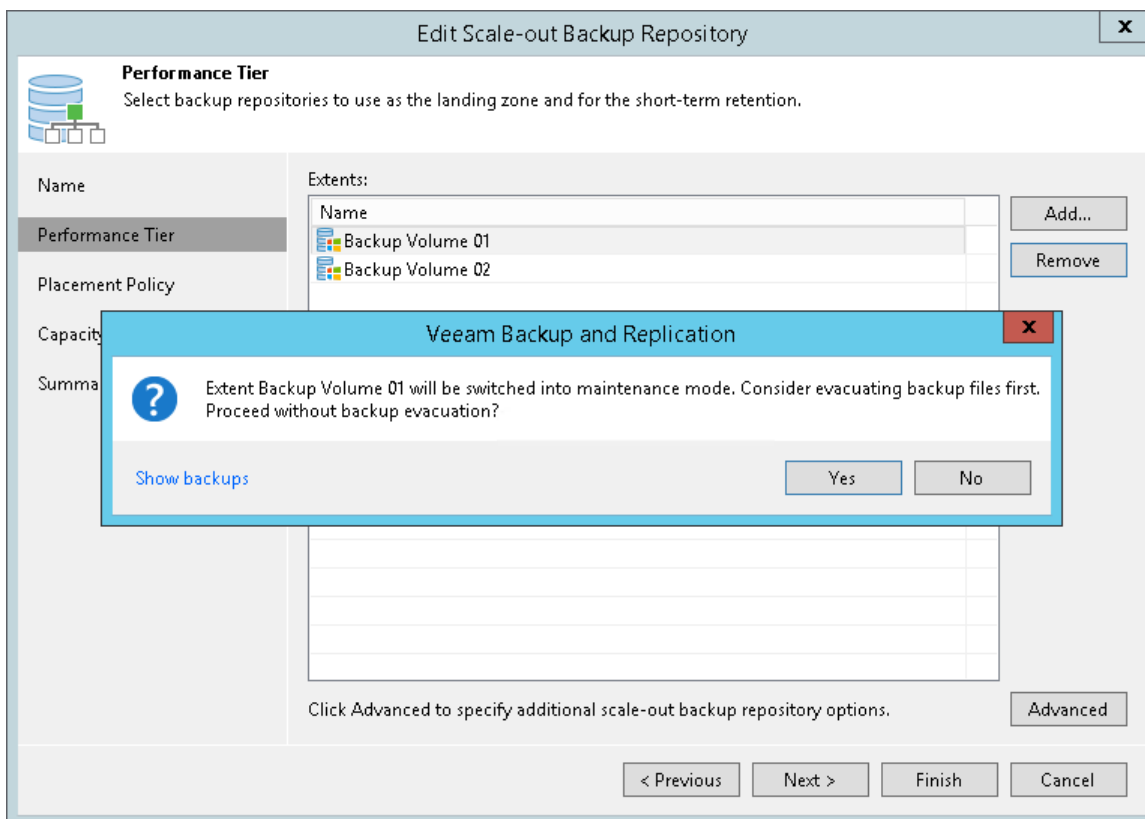 Edit Scale-out Backup Repository
x
Performance Tier
Select backup repositories to use as the landing zone and for the short-term retention.
Name
Performance Tier
Placement Policy
Capacity
Summa
Extents:
Name
Backup Volume 01
Backup Volume 02
Add...
Remove
Veeam Backup and Replication
x
?
Extent Backup Volume 01 will be switched into maintenance mode. Consider evacuating backup files first.
Proceed without backup evacuation?
Show backups
Yes
No
Click Advanced to specify additional scale-out backup repository options.
Advanced
< Previous
Next >
Finish
Cancel